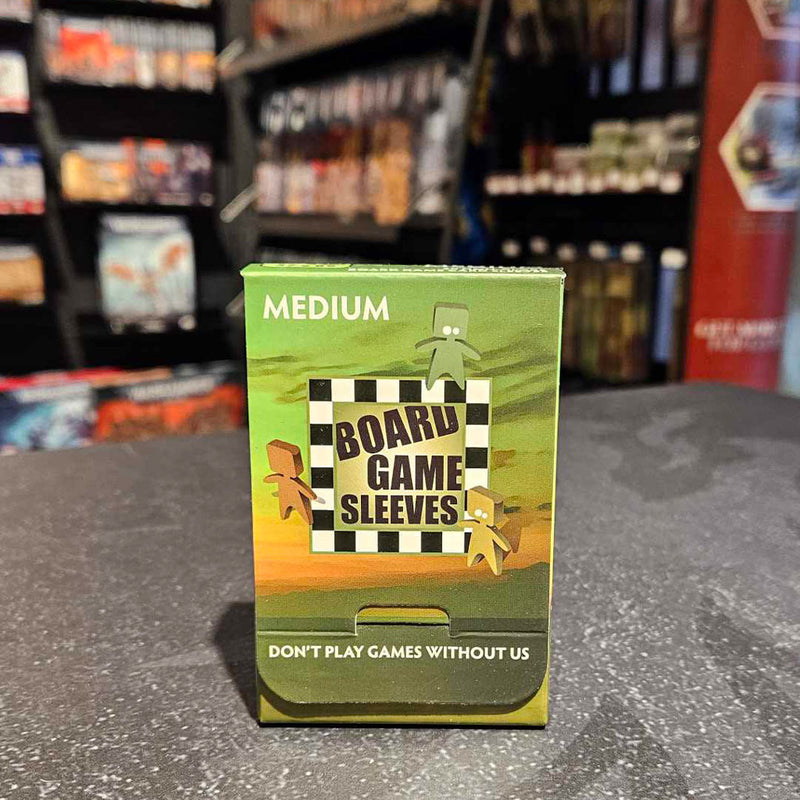 MEDIUM
BOARD
GAME
SLEEVES
DON'T PLAY GAMES WITHOUT US